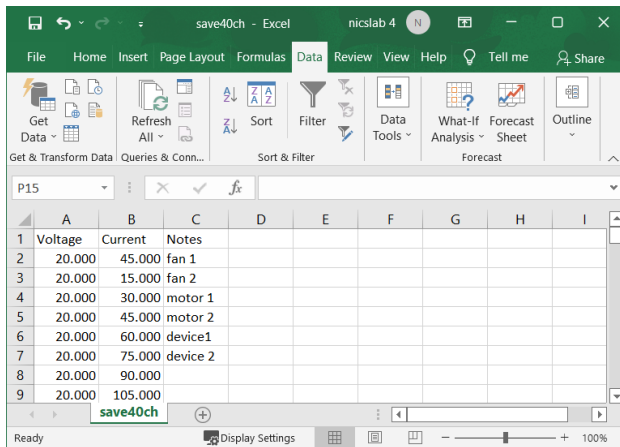 save40ch - Excel nicslab 4 N
File Home Insert Page Layout Formulas Data Review View Help Tell me Share
Get Data Refresh All Sort Filter Data Tools What-If Analysis Forecast Sheet Outline
Get & Transform Data Queries & Conn... Sort & Filter Forecast
P15 fx
A B C D E F G H I
1 Voltage Current Notes
2 20.000 45.000 fan 1
3 20.000 15.000 fan 2
4 20.000 30.000 motor 1
5 20.000 45.000 motor 2
6 20.000 60.000 device1
7 20.000 75.000 device 2
8 20.000 90.000
9 20.000 105.000
save40ch
Ready Display Settings 100%